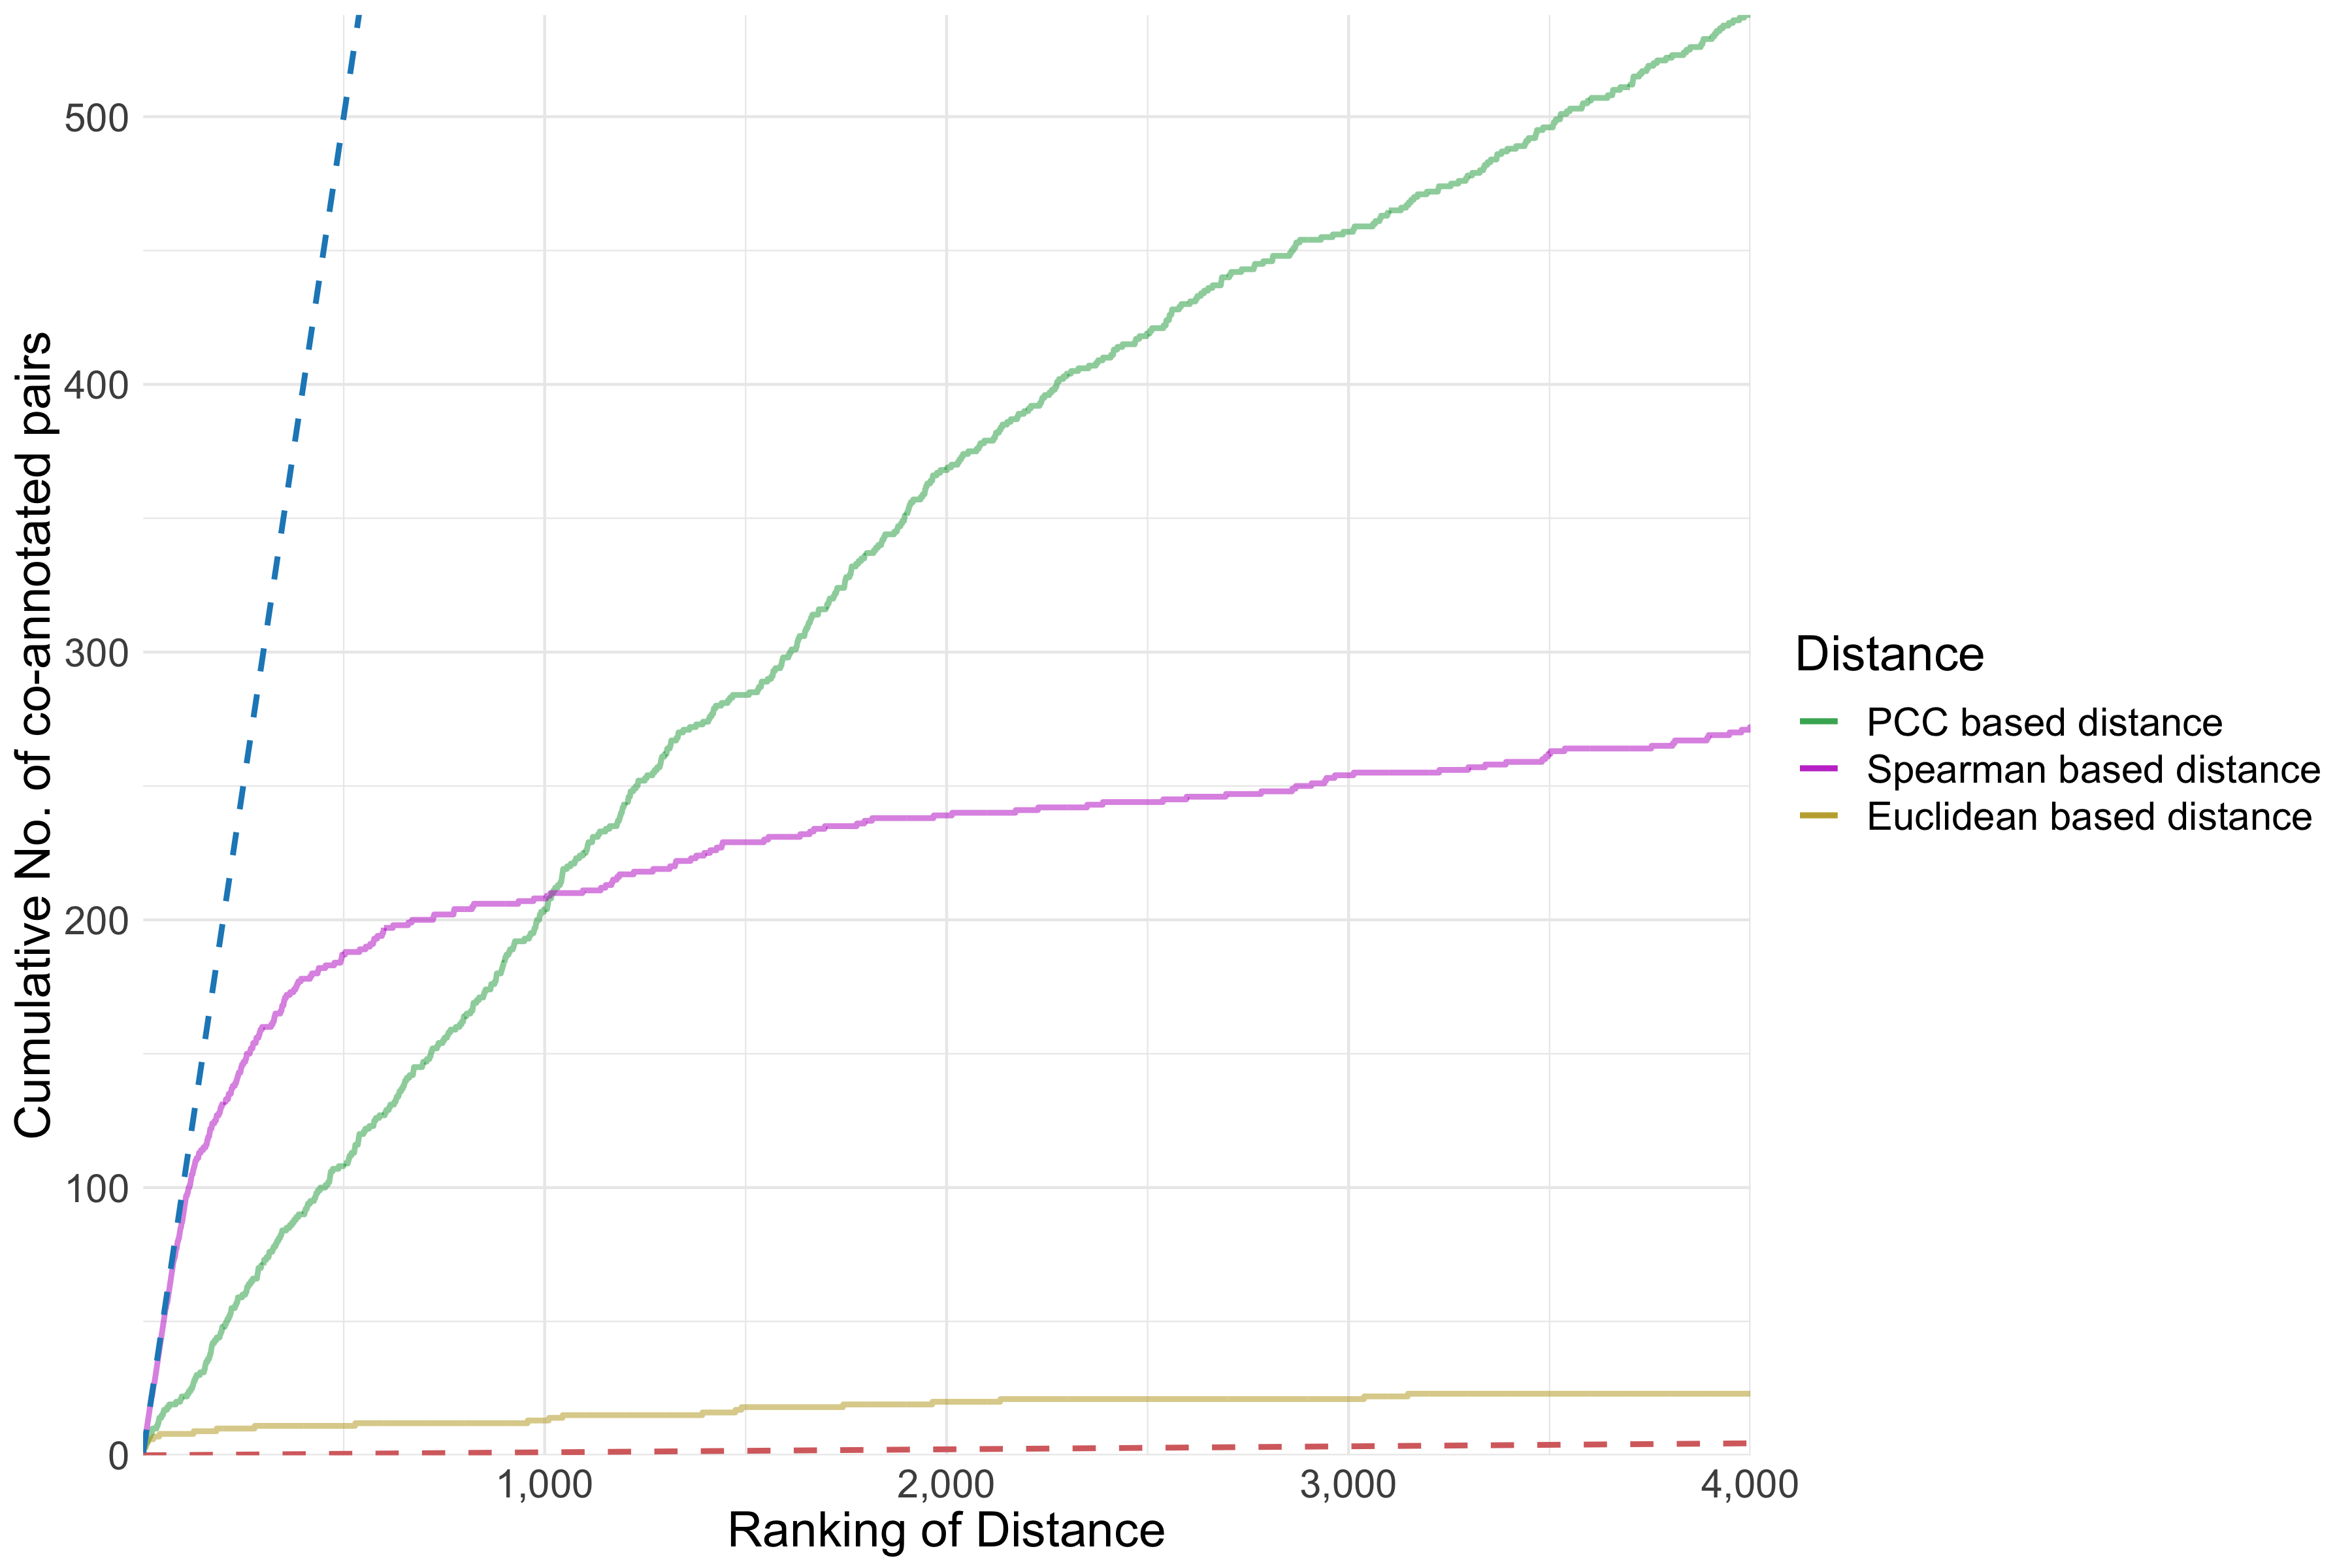 Cumulative No. of co-annotated pairs
500
400
300
200
100
0
1,000
2,000
3,000
4,000
Ranking of Distance
Distance
PCC based distance
Spearman based distance
Euclidean based distance